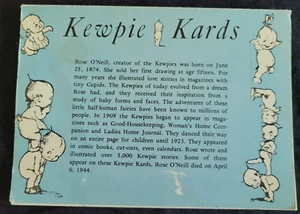 Kewpie Kards
Rose O'Neill, creator of the Kewpies was born on June
25, 1874. She sold her first drawing at age fifteen. For
many years she illustrated love stories in magazines with
tiny Cupids. The Kewpies of today evolved from a dream
Rose had, and they received their inspiration from a
study of baby forms and faces. The adventures of these
little half-human fairies have been known to millions of
people. In 1909 the Kewpies began to appear in maga-
zines such as Good Housekeeping, Woman's Home Com-
panion and Ladies Home Journal. They danced their way
on an entire page for children until 1923. They appeared
in comic books, cut-outs, even calendars. Rose wrote and
illustrated over 5,000 Kewpie stories. Some of them
appear on these Kewpie Kards. Rose O'Neill died on April
6, 1944.